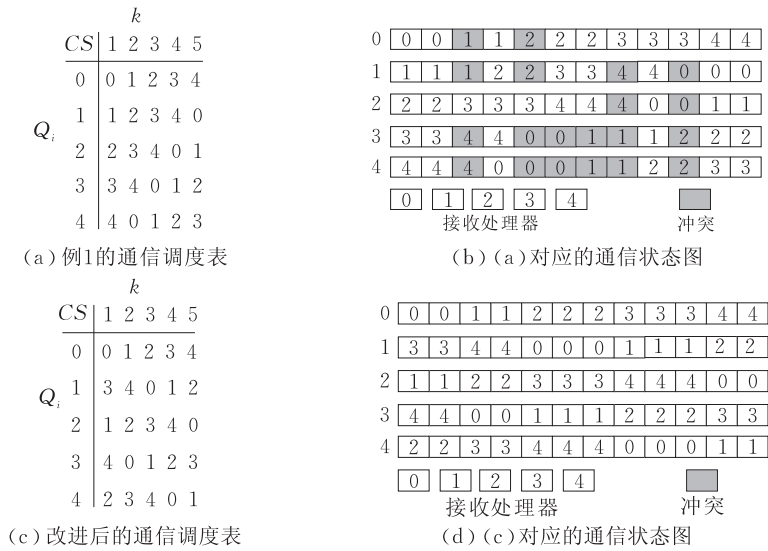 k
CS 1 2 3 4 5
0 0 1 2 3 4
1 1 2 3 4 0
Q_i
2 2 3 4 0 1
3 3 4 0 1 2
4 4 0 1 2 3
(a) 例1的通信调度表
0 0 0 1 1 2 2 2 3 3 3 4 4
1 1 1 1 2 2 3 3 4 4 0 0 0
2 2 2 3 3 3 4 4 4 0 0 1 1
3 3 3 4 4 0 0 1 1 1 2 2 2
4 4 4 4 0 0 0 1 1 2 2 3 3
0 1 2 3 4
接收处理器 冲突
(b) (a)对应的通信状态图
k
CS 1 2 3 4 5
0 0 1 2 3 4
Q_i 1 3 4 0 1 2
2 1 2 3 4 0
3 4 0 1 2 3
4 2 3 4 0 1
(c) 改进后的通信调度表
0 0 0 1 1 2 2 2 3 3 3 4 4
1 3 3 4 4 0 0 0 1 1 1 2 2
2 1 1 2 2 3 3 3 4 4 4 0 0
3 4 4 0 0 1 1 1 2 2 2 3 3
4 2 2 3 3 4 4 4 0 0 0 1 1
0 1 2 3 4
接收处理器 冲突
(d) (c)对应的通信状态图